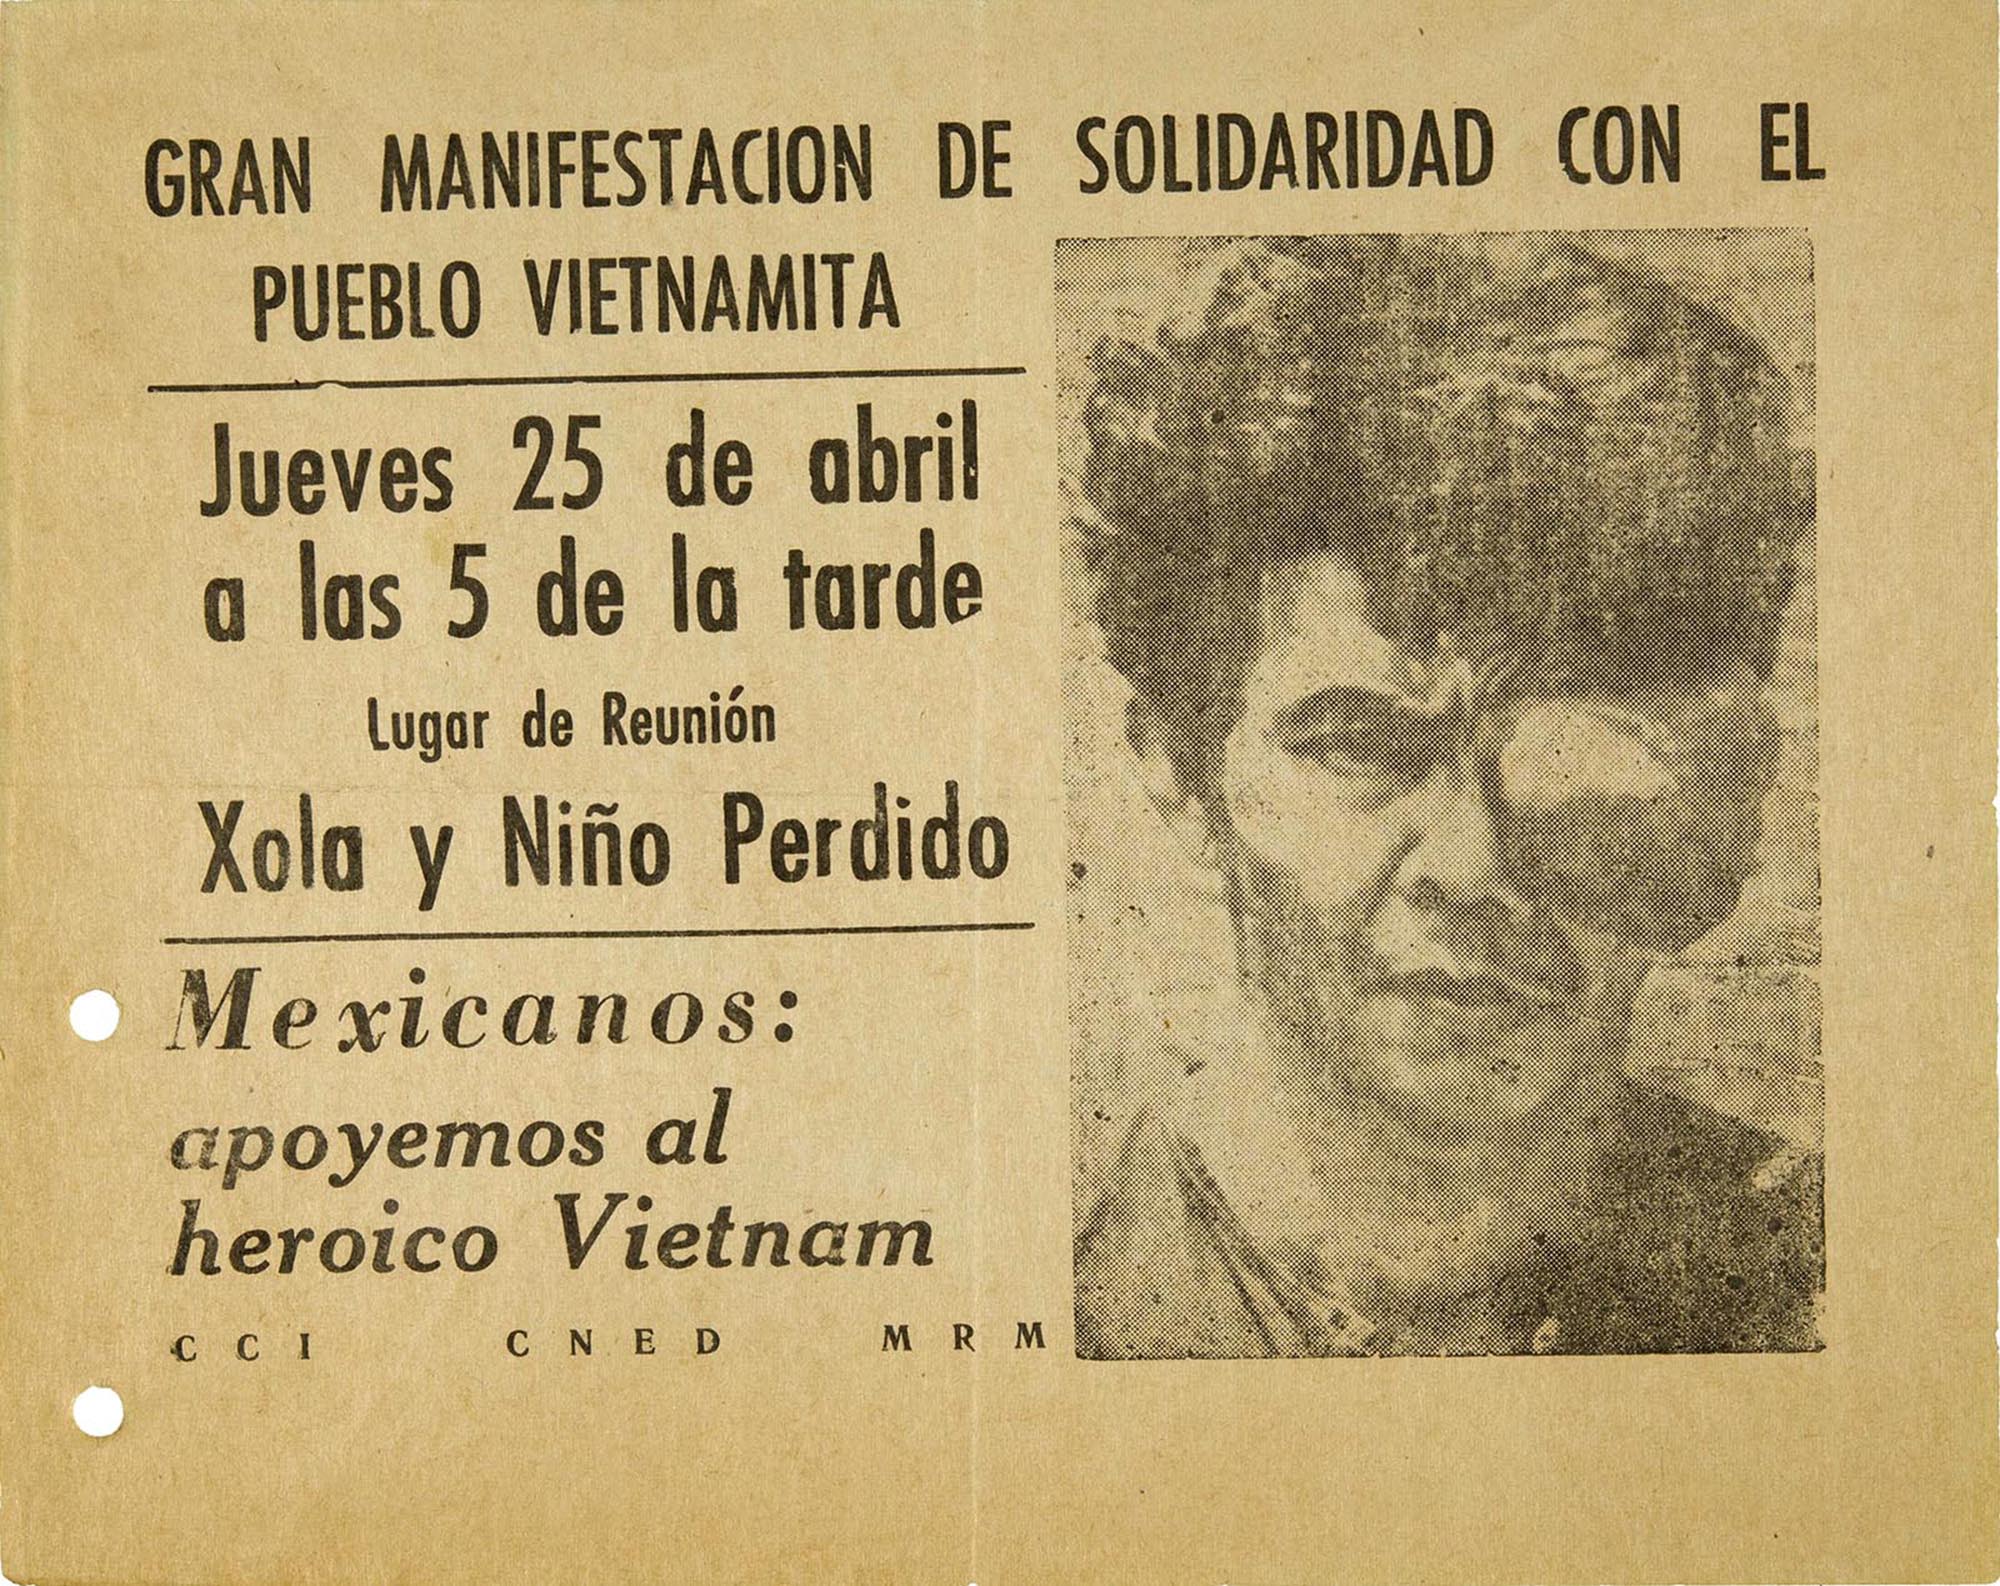 GRAN MANIFESTACION DE SOLIDARIDAD CON EL
PUEBLO VIETNAMITA
Jueves 25 de abril
a las 5 de la tarde
Lugar de Reunión
Xola y Niño Perdido
Mexicanos:
apoyemos al
heroico Vietnam
CCI CNED MRM